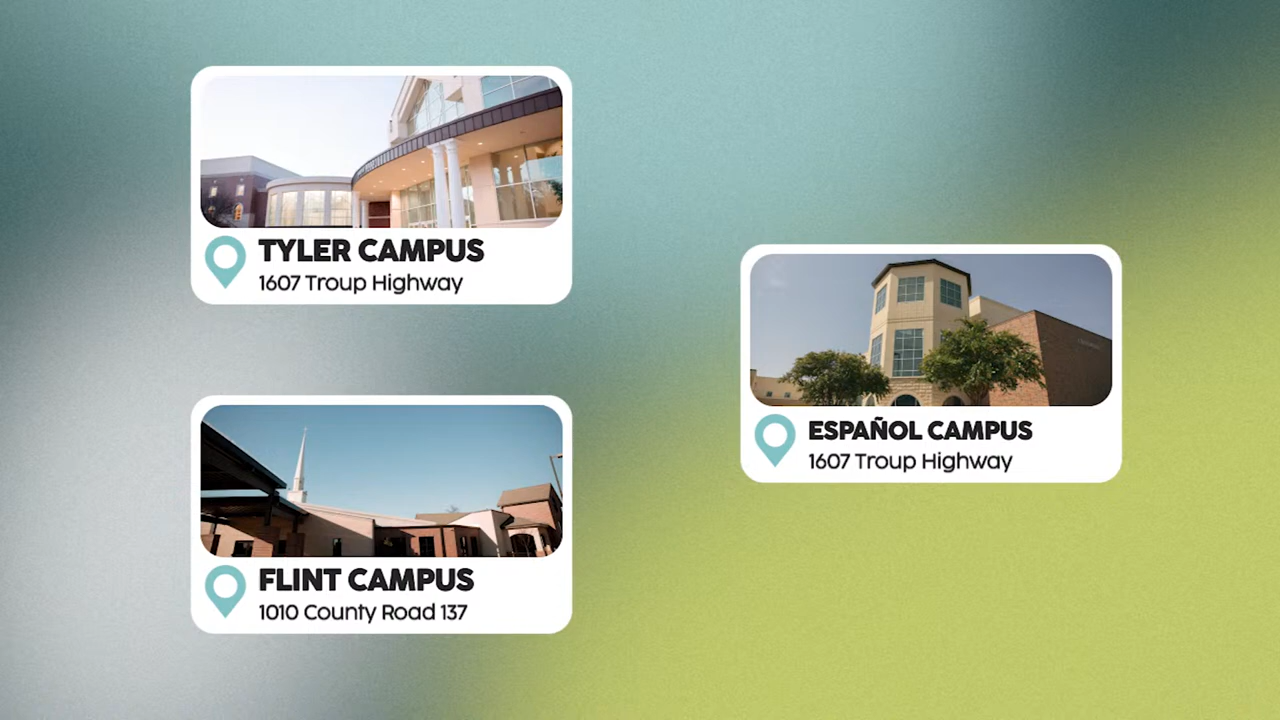 TYLER CAMPUS
1607 Troup Highway
FLINT CAMPUS
1010 County Road 137
ESPAÑOL CAMPUS
1607 Troup Highway